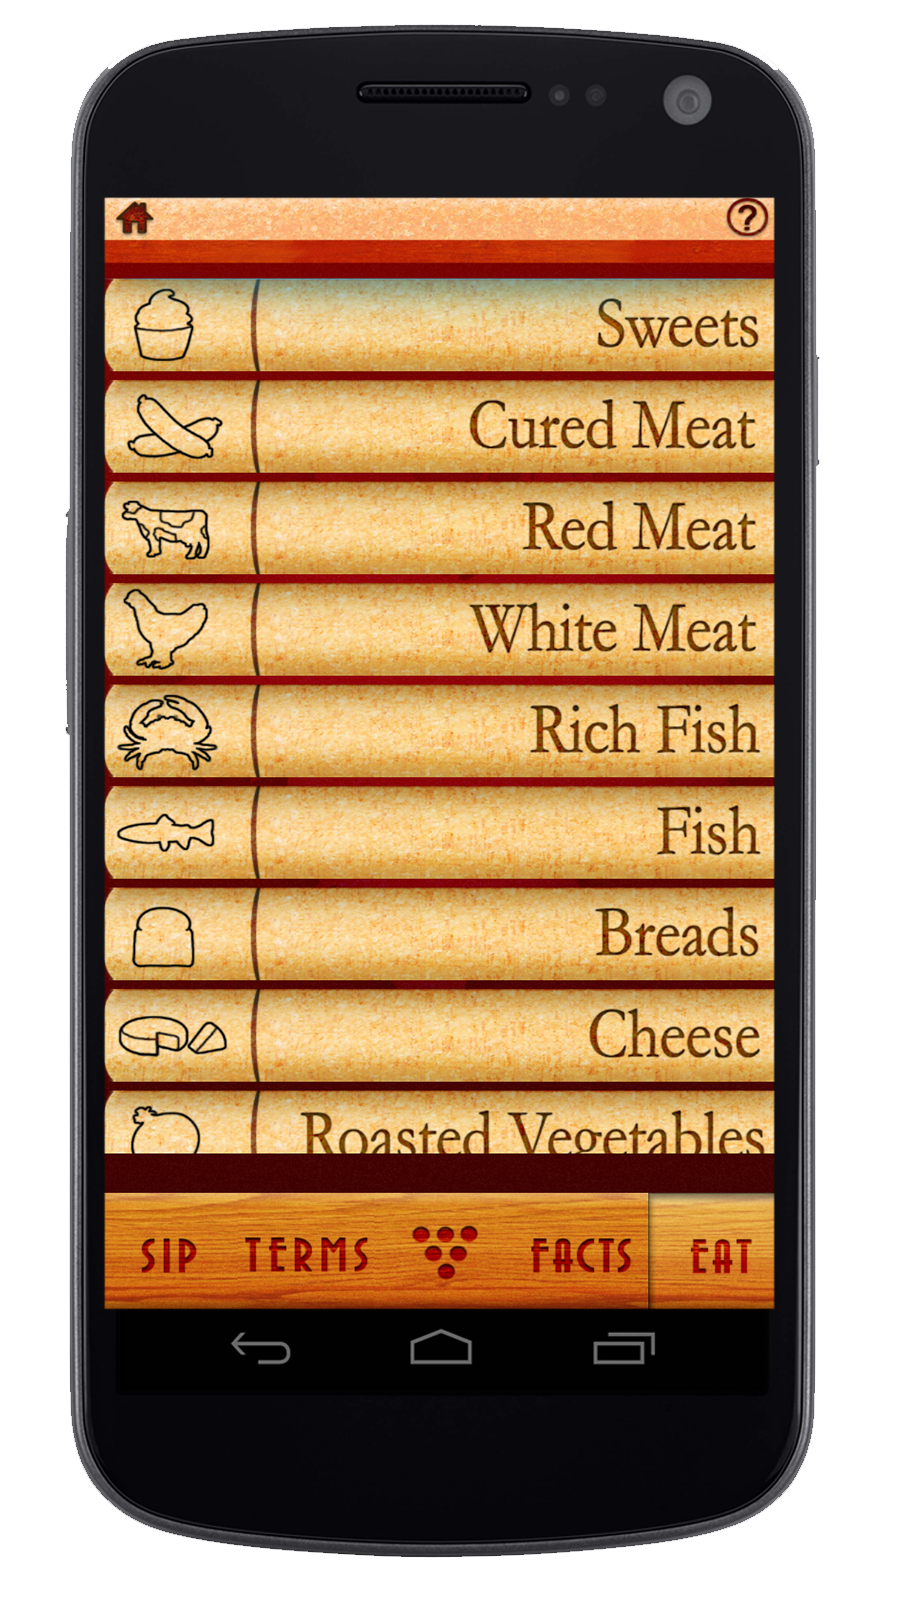 ?
Sweets
Cured Meat
Red Meat
White Meat
Rich Fish
Fish
Breads
Cheese
Roasted Vegetables
SIP TERMS FACTS EAT